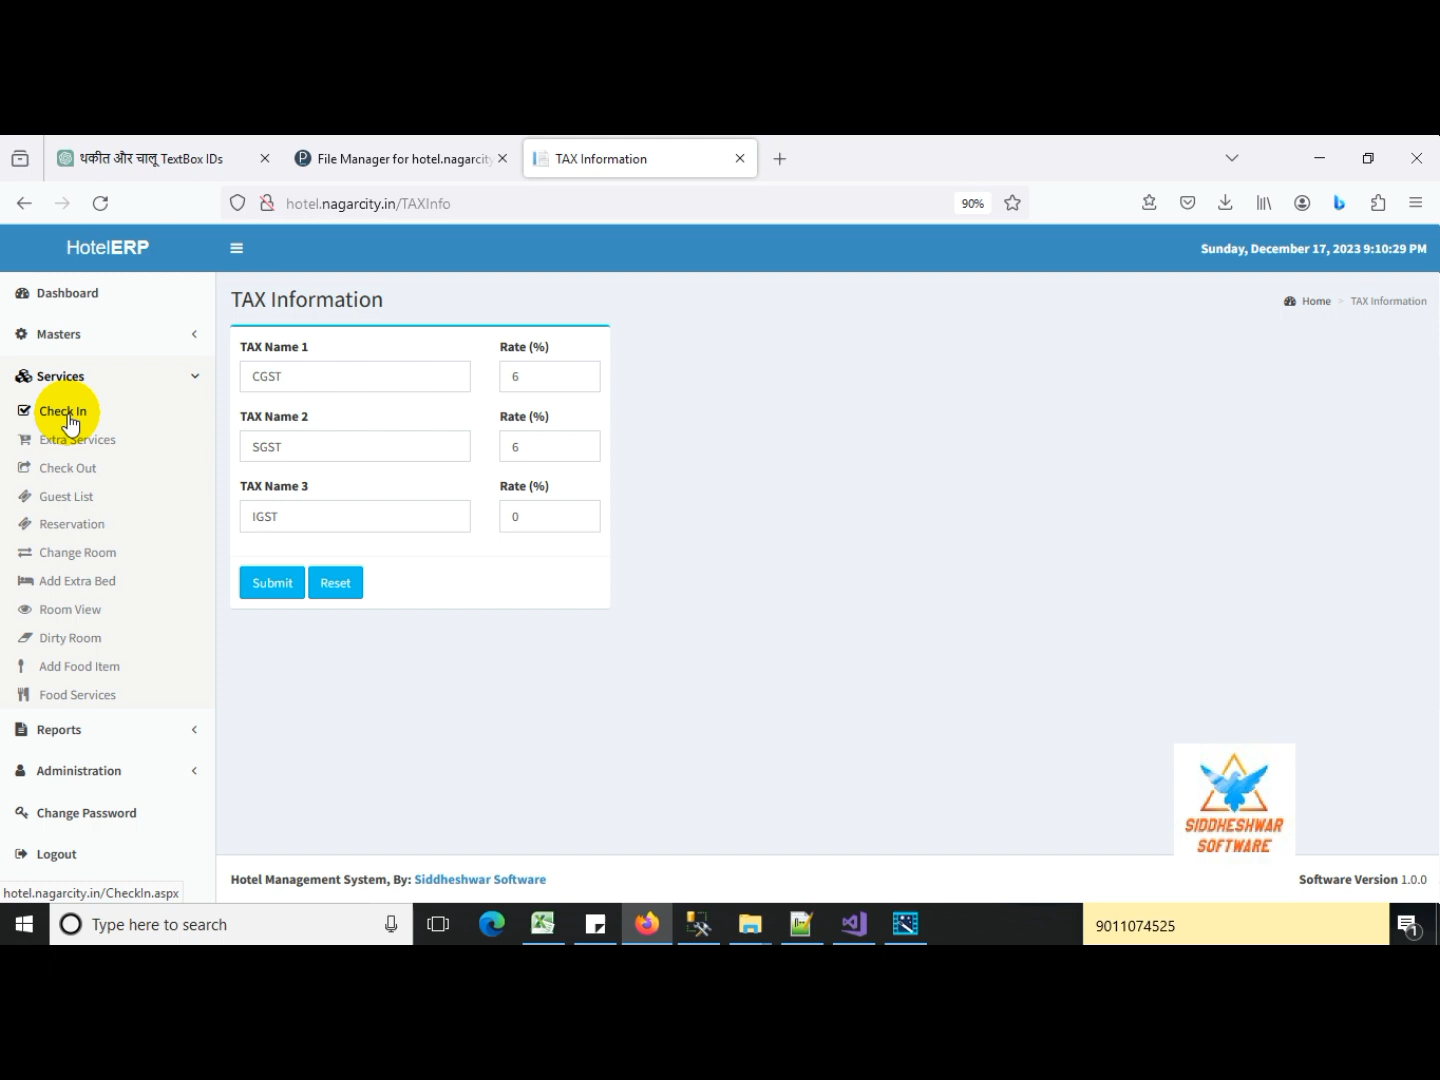 थकीत और चालू TextBox IDs
File Manager for hotel.nagarcity
TAX Information
hotel.nagarcity.in/TAXInfo
90%
HotelERP
Sunday, December 17, 2023 9:10:29 PM
Dashboard
Masters
Services
Check In
Extra Services
Check Out
Guest List
Reservation
Change Room
Add Extra Bed
Room View
Dirty Room
Add Food Item
Food Services
Reports
Administration
Change Password
Logout
TAX Information
Home > TAX Information
TAX Name 1 Rate (%)
CGST 6
TAX Name 2 Rate (%)
SGST 6
TAX Name 3 Rate (%)
IGST 0
Submit Reset
SIDDHESHWAR
SOFTWARE
Hotel Management System, By: Siddheshwar Software
Software Version 1.0.0
hotel.nagarcity.in/CheckIn.aspx
Type here to search
9011074525
1